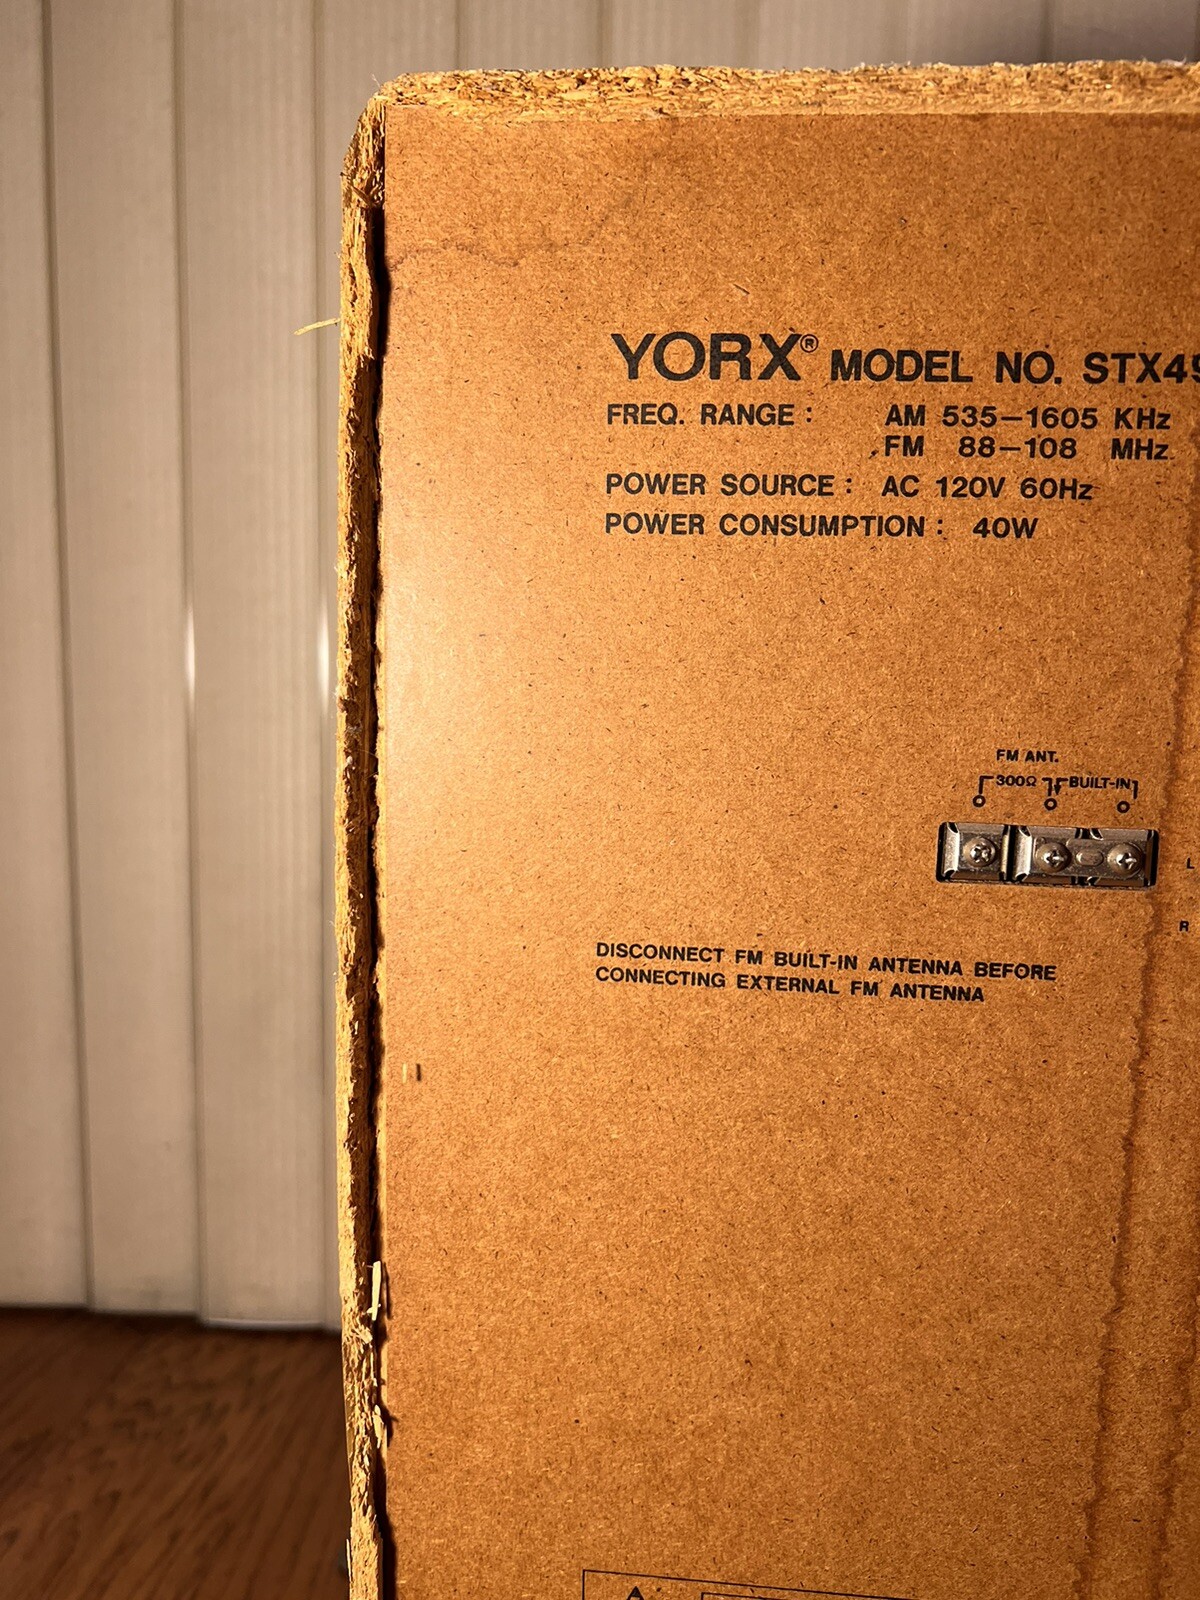 YORX® MODEL NO. STX49
FREQ. RANGE : AM 535–1605 KHz
FM 88–108 MHz
POWER SOURCE : AC 120V 60Hz
POWER CONSUMPTION : 40W
FM ANT.
300Ω BUILT-IN
L
R
DISCONNECT FM BUILT-IN ANTENNA BEFORE
CONNECTING EXTERNAL FM ANTENNA